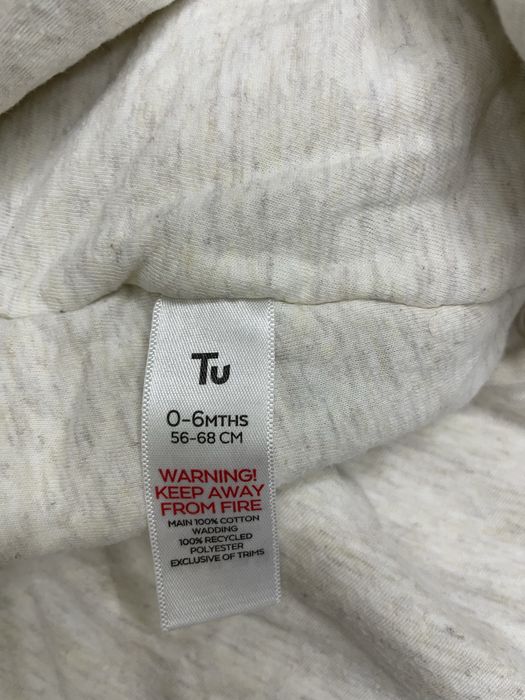 Tu
0-6MTHS
56-68 CM
WARNING!
KEEP AWAY
FROM FIRE
MAIN 100% COTTON
WADDING
100% RECYCLED
POLYESTER
EXCLUSIVE OF TRIMS